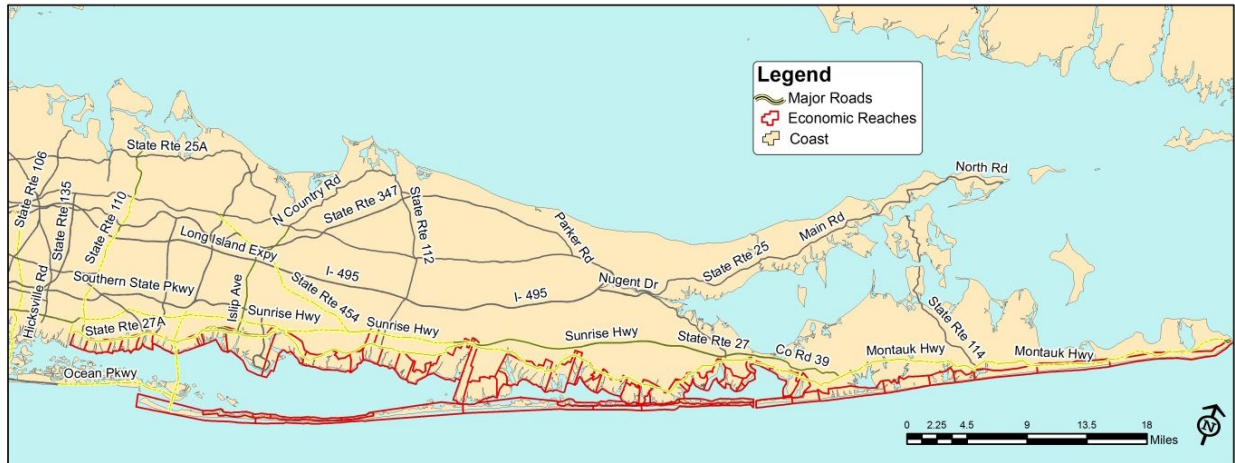 Legend
Major Roads
Economic Reaches
Coast
North Rd
State Rte 25A
State Rte 106
State Rte 135
State Rte 110
N Country Rd
State Rte 347
State Rte 112
Parker Rd
Main Rd
State Rte 25
Long Island Expy
I- 495
I- 495
Nugent Dr
Hicksville Rd
Southern State Pkwy
Islip Ave
State Rte 454
State Rte 27A
Sunrise Hwy
Sunrise Hwy
Sunrise Hwy
State Rte 27
Co Rd 39
Montauk Hwy
State Rte 114
Montauk Hwy
Ocean Pkwy
0 2.25 4.5 9 13.5 18
Miles
N